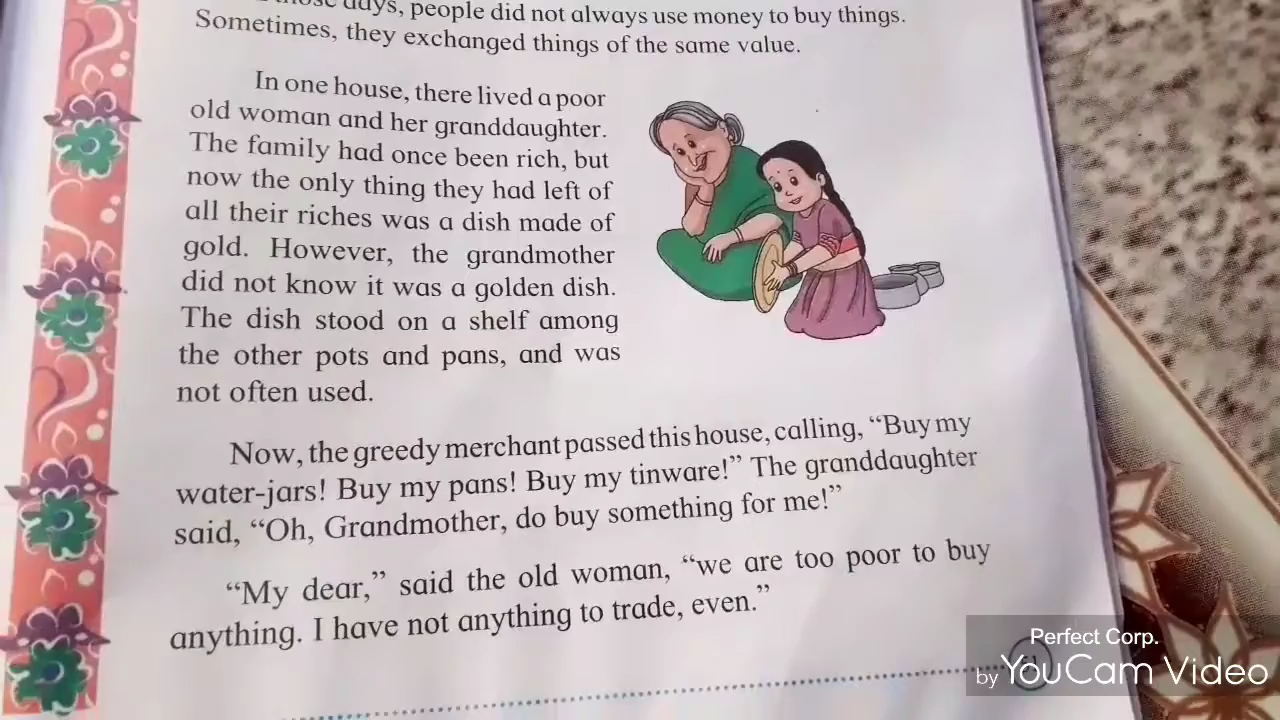 days, people did not always use money to buy things.
Sometimes, they exchanged things of the same value.
In one house, there lived a poor
old woman and her granddaughter.
The family had once been rich, but
now the only thing they had left of
all their riches was a dish made of
gold. However, the grandmother
did not know it was a golden dish.
The dish stood on a shelf among
the other pots and pans, and was
not often used.
Now, the greedy merchant passed this house, calling, “Buy my
water-jars! Buy my pans! Buy my tinware!” The granddaughter
said, “Oh, Grandmother, do buy something for me!”
“My dear,” said the old woman, “we are too poor to buy
anything. I have not anything to trade, even.”
Perfect Corp.
by YouCam Video